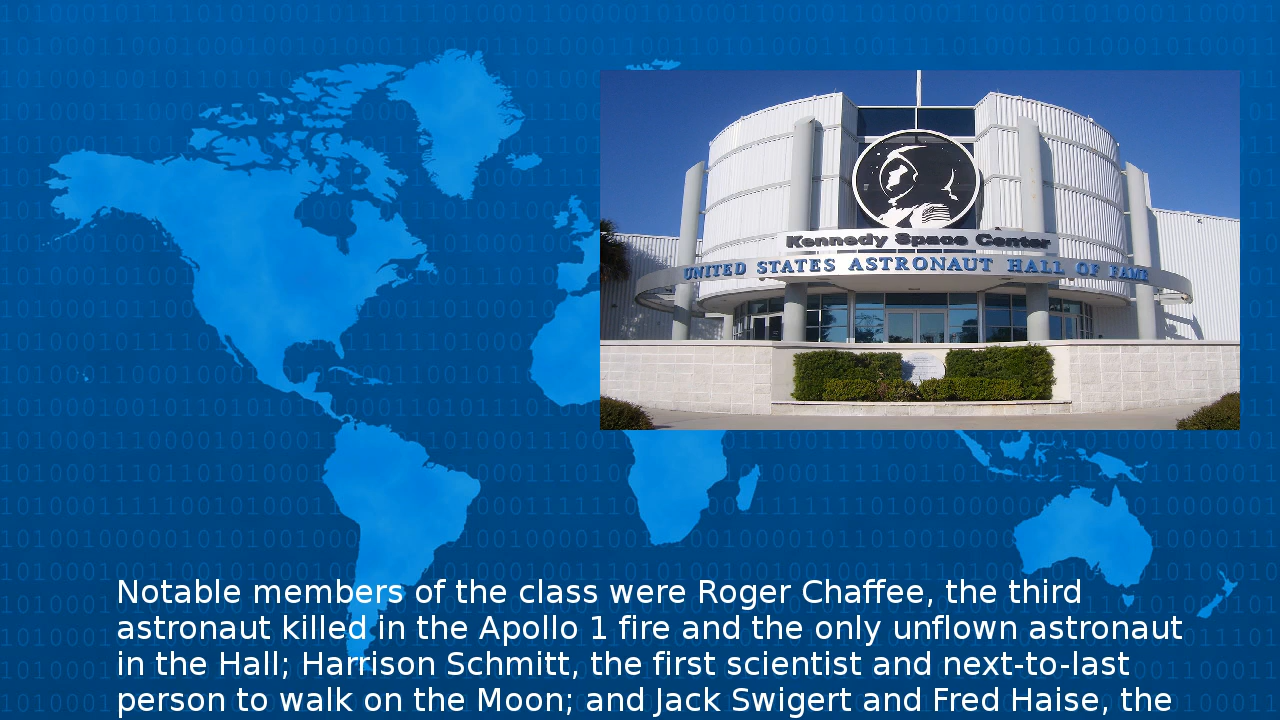 Kennedy Space Center
UNITED STATES ASTRONAUT HALL OF FAME
Notable members of the class were Roger Chaffee, the third
astronaut killed in the Apollo 1 fire and the only unflown astronaut
in the Hall; Harrison Schmitt, the first scientist and next-to-last
person to walk on the Moon; and Jack Swigert and Fred Haise, the